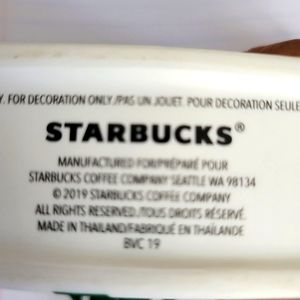 Y. FOR DECORATION ONLY./PAS UN JOUET. POUR DECORATION SEULE
STARBUCKS®
MANUFACTURED FOR/PRÉPARÉ POUR
STARBUCKS COFFEE COMPANY SEATTLE WA 98134
© 2019 STARBUCKS COFFEE COMPANY
ALL RIGHTS RESERVED./TOUS DROITS RÉSERVÉ.
MADE IN THAILAND/FABRIQUÉ EN THAÏLANDE
BVC 19